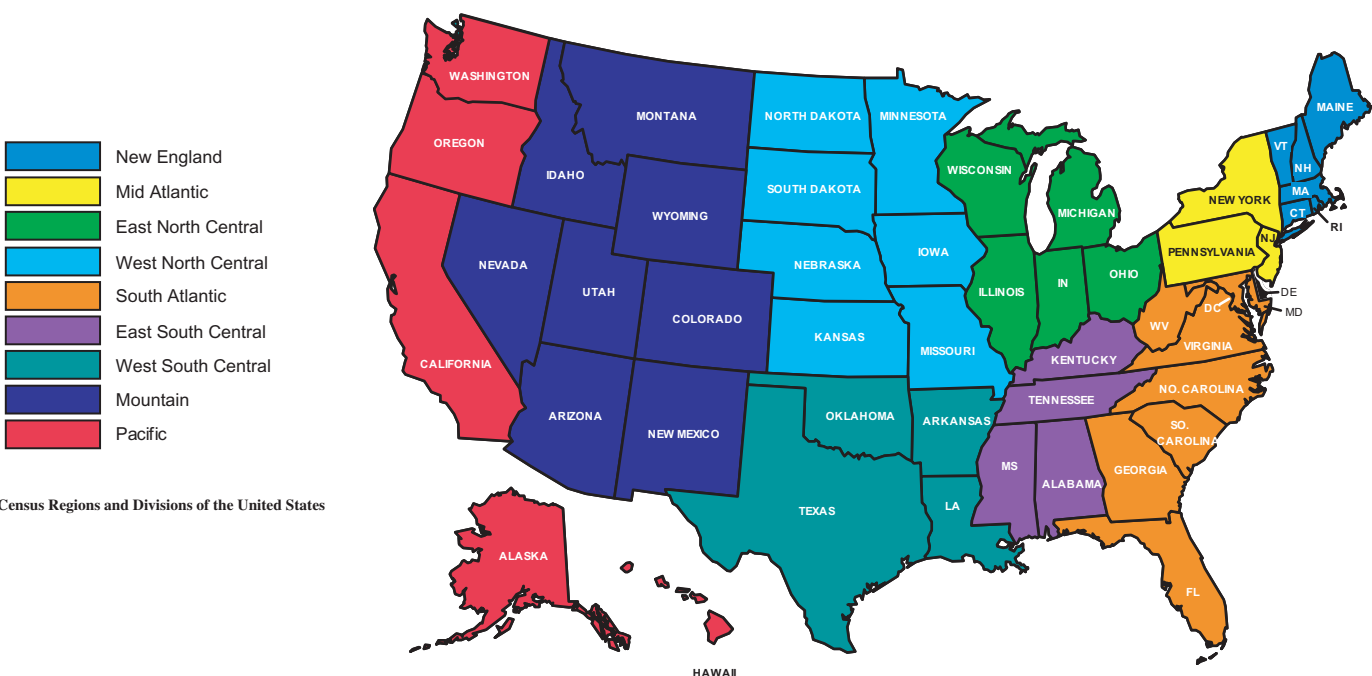 New England
Mid Atlantic
East North Central
West North Central
South Atlantic
East South Central
West South Central
Mountain
Pacific
Census Regions and Divisions of the United States
WASHINGTON
OREGON
CALIFORNIA
NEVADA
IDAHO
MONTANA
WYOMING
UTAH
COLORADO
ARIZONA
NEW MEXICO
NORTH DAKOTA
SOUTH DAKOTA
NEBRASKA
KANSAS
MINNESOTA
IOWA
MISSOURI
WISCONSIN
ILLINOIS
MICHIGAN
IN
OHIO
OKLAHOMA
ARKANSAS
TEXAS
LA
KENTUCKY
TENNESSEE
MS
ALABAMA
WV
DC
VIRGINIA
DE
MD
NO. CAROLINA
SO.
CAROLINA
GEORGIA
FL
NEW YORK
PENNSYLVANIA
NJ
MAINE
VT
NH
MA
CT
RI
ALASKA
HAWAII